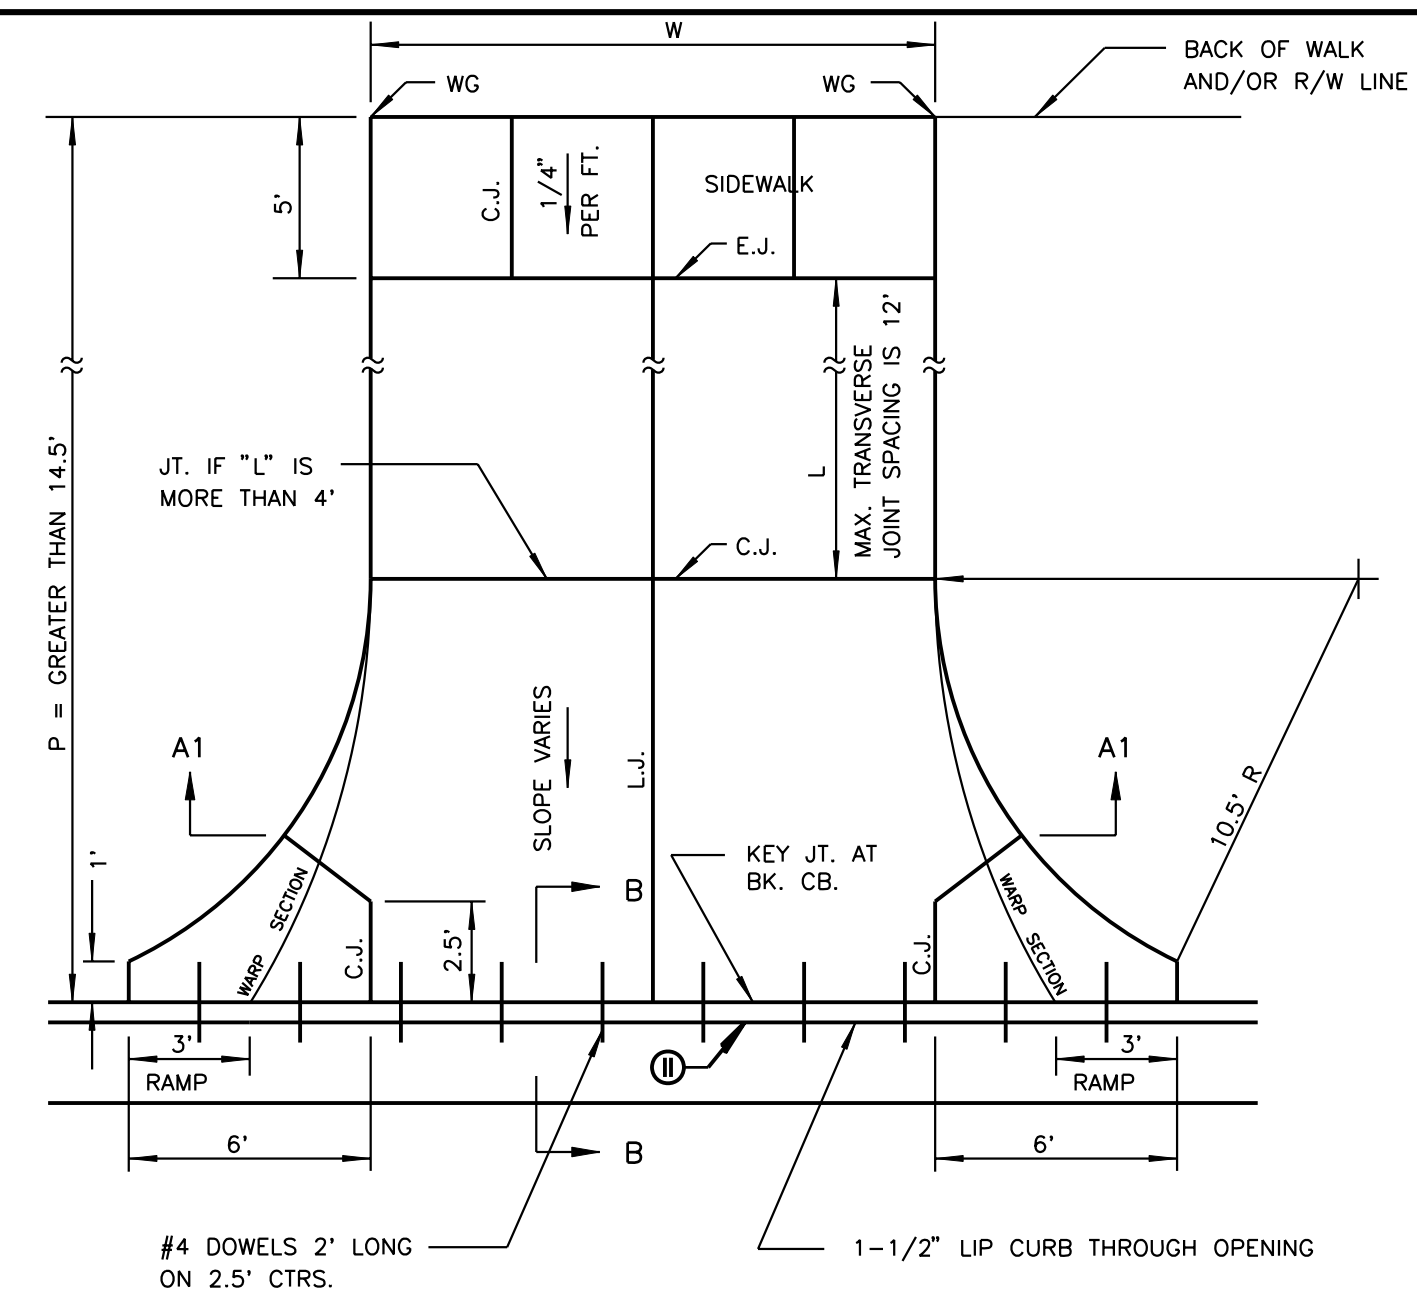 W
BACK OF WALK
AND/OR R/W LINE
WG
WG
5'
C.J.
1/4"
PER FT.
SIDEWALK
E.J.
P = GREATER THAN 14.5'
JT. IF "L" IS
MORE THAN 4'
L
MAX. TRANSVERSE
JOINT SPACING IS 12'
C.J.
A1
SLOPE VARIES
L.J.
A1
10.5' R
1'
WARP SECTION
C.J.
2.5'
B
KEY JT. AT
BK. CB.
C.J.
WARP SECTION
3'
RAMP
II
3'
RAMP
6'
B
6'
#4 DOWELS 2' LONG
ON 2.5' CTRS.
1-1/2" LIP CURB THROUGH OPENING